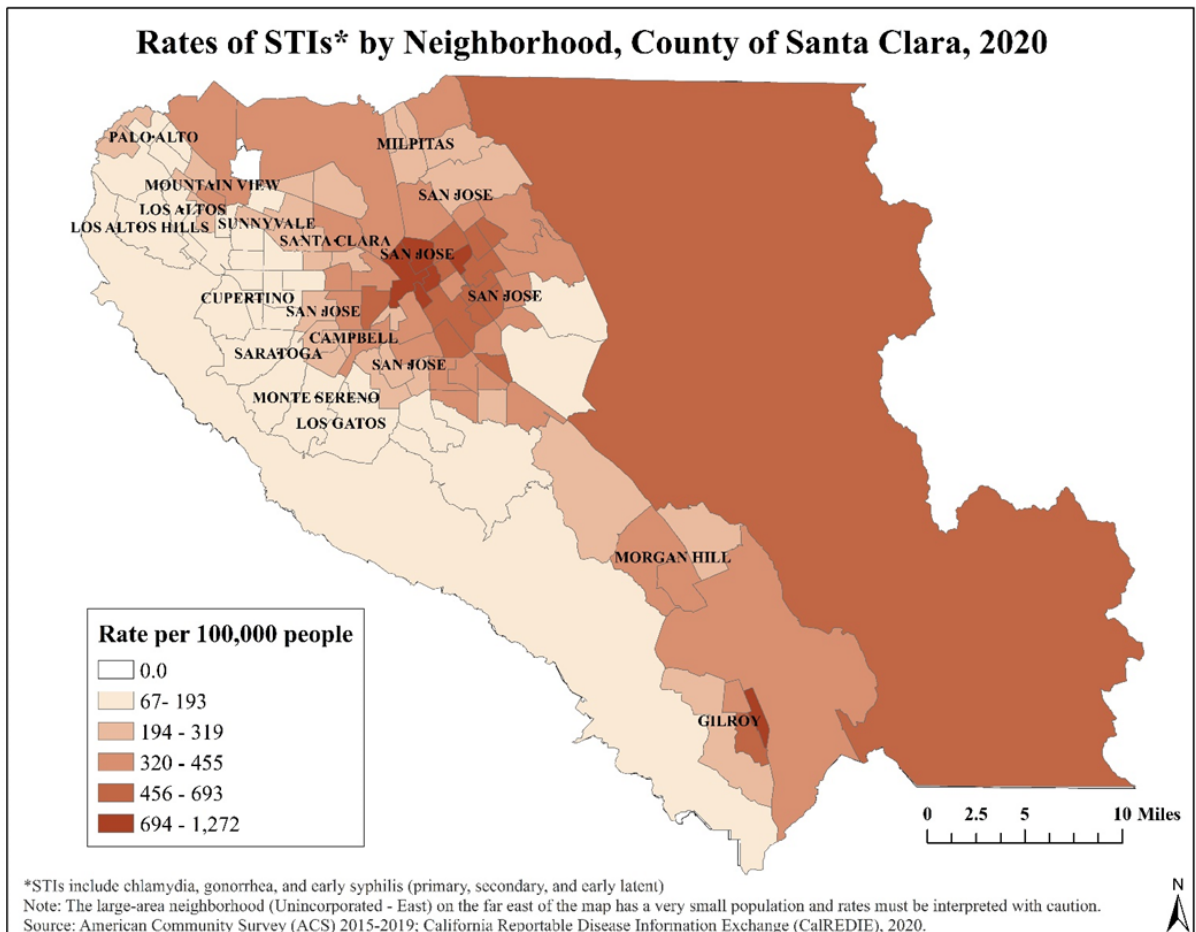 Rates of STIs* by Neighborhood, County of Santa Clara, 2020
PALO ALTO
MILPITAS
MOUNTAIN VIEW
SAN JOSE
LOS ALTOS
LOS ALTOS HILLS
SUNNYVALE
SANTA CLARA
SAN JOSE
CUPERTINO
SAN JOSE
SAN JOSE
CAMPBELL
SARATOGA
SAN JOSE
MONTE SERENO
LOS GATOS
MORGAN HILL
GILROY
Rate per 100,000 people
0.0
67- 193
194 - 319
320 - 455
456 - 693
694 - 1,272
0 2.5 5 10 Miles
*STIs include chlamydia, gonorrhea, and early syphilis (primary, secondary, and early latent)
Note: The large-area neighborhood (Unincorporated - East) on the far east of the map has a very small population and rates must be interpreted with caution.
Source: American Community Survey (ACS) 2015-2019; California Reportable Disease Information Exchange (CalREDIE), 2020.
N